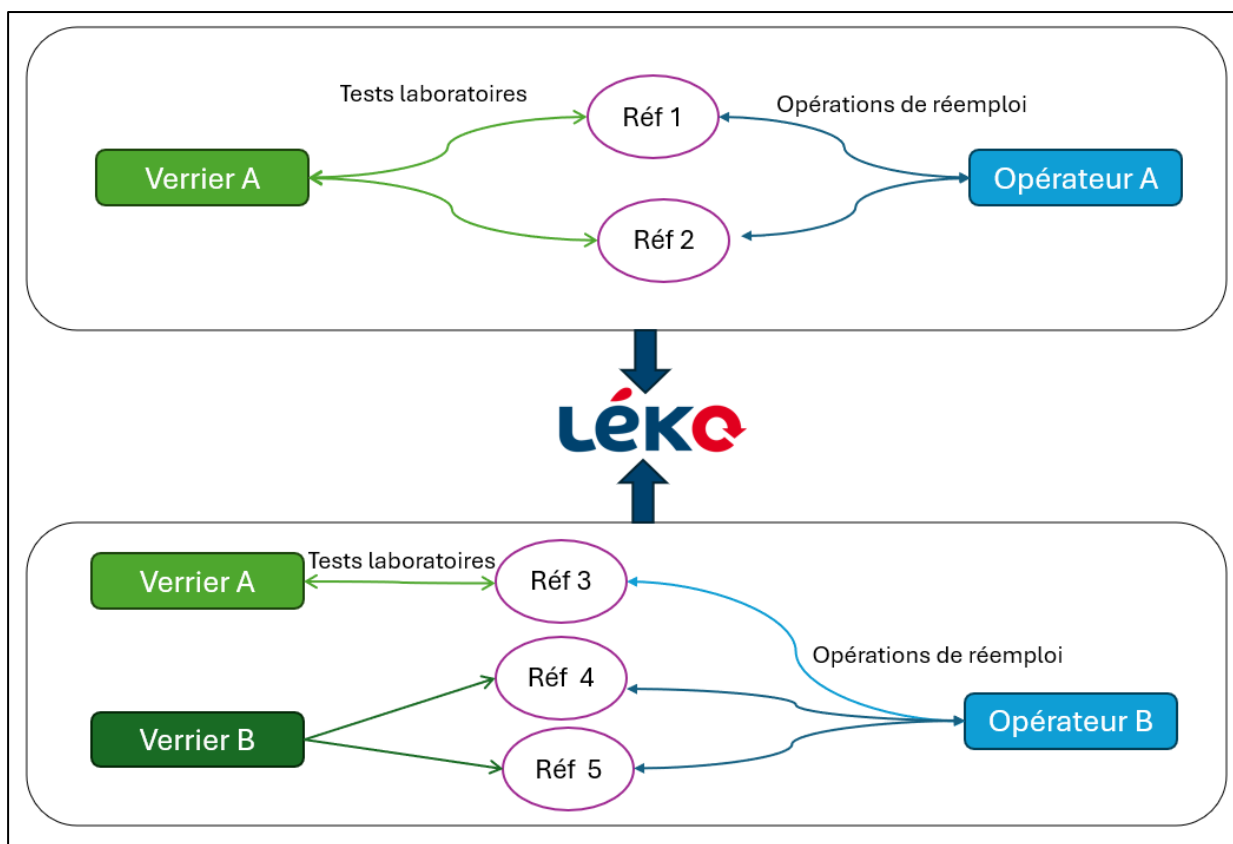 Tests laboratoires
Réf 1
Opérations de réemploi
Verrier A
Opérateur A
Réf 2
LéKO
Verrier A
Tests laboratoires
Réf 3
Opérations de réemploi
Réf 4
Verrier B
Opérateur B
Réf 5